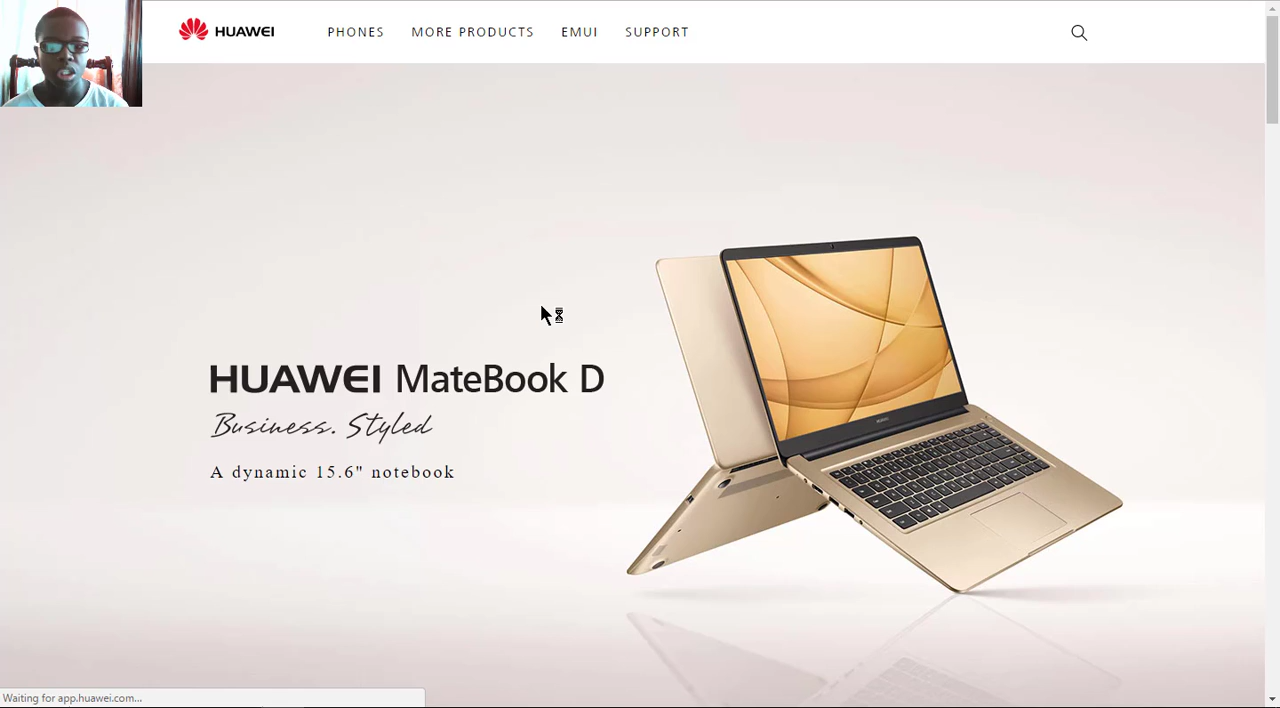 HUAWEI PHONES MORE PRODUCTS EMUI SUPPORT
HUAWEI MateBook D
Business. Styled
A dynamic 15.6" notebook
HUAWEI
Waiting for app.huawei.com...